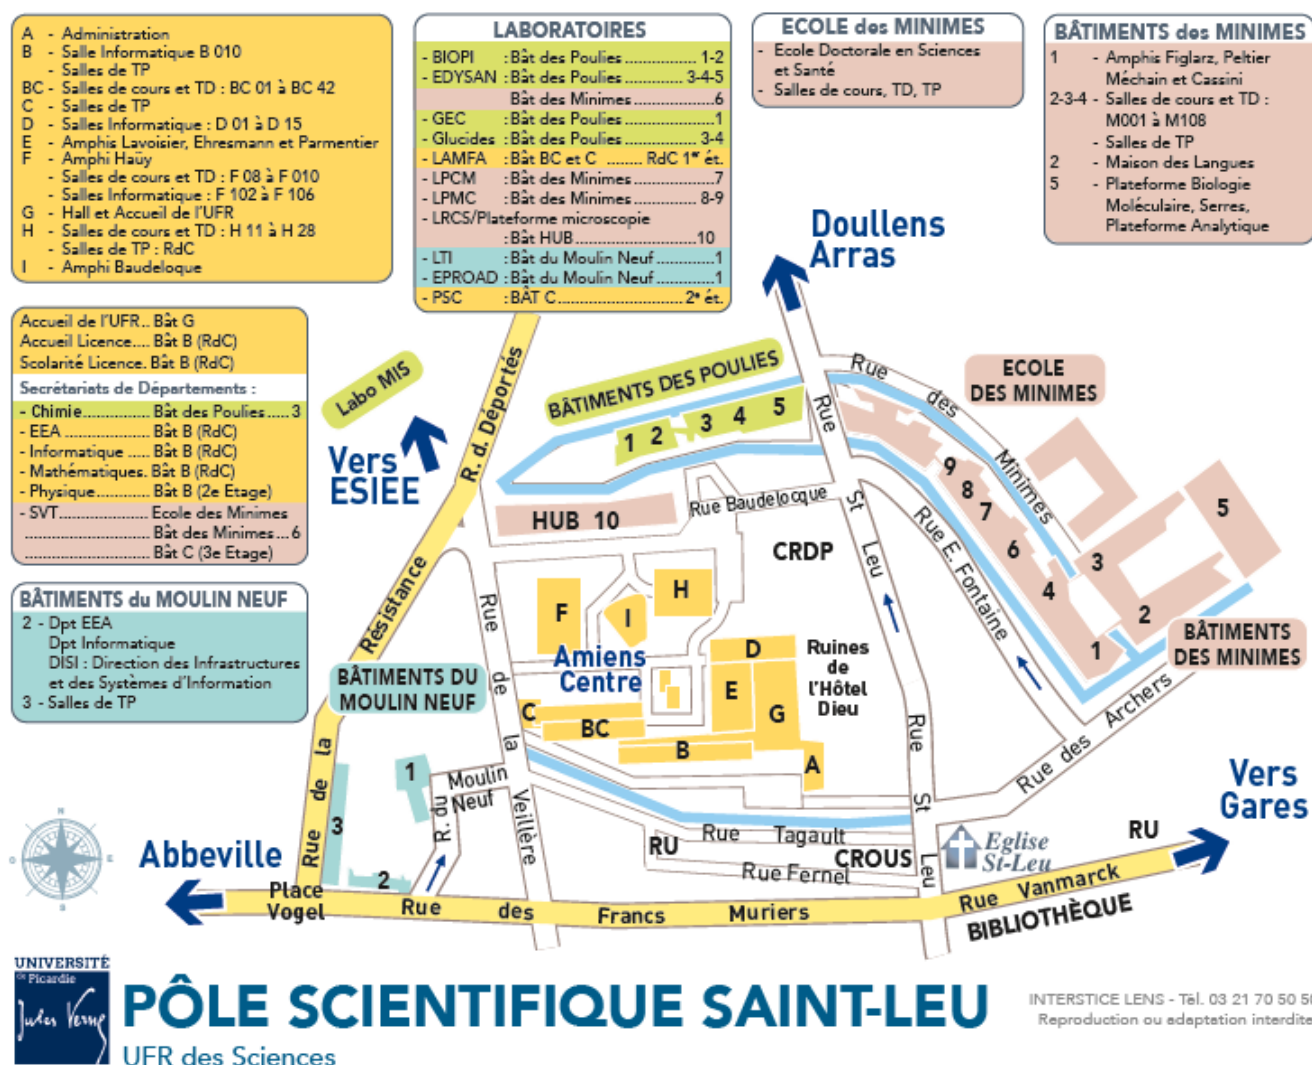 A - Administration
B - Salle Informatique B 010
- Salles de TP
BC - Salles de cours et TD : BC 01 à BC 42
C - Salles de TP
D - Salles Informatique : D 01 à D 15
E - Amphis Lavoisier, Ehresmann et Parmentier
F - Amphi Haüy
- Salles de cours et TD : F 08 à F 010
- Salles Informatique : F 102 à F 106
G - Hall et Accueil de l'UFR
H - Salles de cours et TD : H 11 à H 28
- Salles de TP : RdC
I - Amphi Baudeloque
LABORATOIRES
- BIOPI : Bât des Poulies ............... 1-2
- EDYSAN : Bât des Poulies ............ 3-4-5
Bât des Minimes ................6
- GEC : Bât des Poulies ..................1
- Glucides : Bât des Poulies ............... 3-4
- LAMFA : Bât BC et C ........ RdC 1er ét.
- LPCM : Bât des Minimes ................7
- LPMC : Bât des Minimes ............. 8-9
- LRCS/Plateforme microscopie
: Bât HUB ........................10
- LTI : Bât du Moulin Neuf ............1
- EPROAD : Bât du Moulin Neuf ............1
- PSC : BÂT C ........................ 2e ét.
ECOLE des MINIMES
- Ecole Doctorale en Sciences
et Santé
- Salles de cours, TD, TP
BÂTIMENTS des MINIMES
1 - Amphis Figlarz, Peltier
Méchain et Cassini
2-3-4 - Salles de cours et TD :
M001 à M108
- Salles de TP
2 - Maison des Langues
5 - Plateforme Biologie
Moléculaire, Serres,
Plateforme Analytique
Accueil de l'UFR .. Bât G
Accueil Licence .... Bât B (RdC)
Scolarité Licence. Bât B (RdC)
Secrétariats de Départements :
- Chimie ............... Bât des Poulies ..... 3
- EEA ................... Bât B (RdC)
- Informatique ..... Bât B (RdC)
- Mathématiques. Bât B (RdC)
- Physique ............ Bât B (2e Etage)
- SVT .................... Ecole des Minimes
........................... Bât des Minimes ... 6
........................... Bât C (3e Etage)
BÂTIMENTS du MOULIN NEUF
2 - Dpt EEA
Dpt Informatique
DISI : Direction des Infrastructures
et des Systèmes d'Information
3 - Salles de TP
Doullens
Arras
Labo MIS
Vers
ESIEE
R. d. Déportés
Résistance
Rue de la
BÂTIMENTS DES POULIES
1 2 3 4 5
Rue des Minimes
ECOLE
DES MINIMES
HUB 10
Rue Baudelocque
Rue St Leu
CRDP
Rue E. Fontaine
9
8
7
6
4
3
2
5
1
BÂTIMENTS
DES MINIMES
F
I
H
Amiens
Centre
D
E
G
Ruines
de
l'Hôtel
Dieu
C
BC
B
A
Rue de la Veillère
BÂTIMENTS DU
MOULIN NEUF
1
3
2
R. du Moulin
Neuf
Rue des Archers
Rue St Leu
Rue Tagault
RU
CROUS
Rue Fernel
Eglise
St-Leu
RU
Vers
Gares
Abbeville
Place
Vogel
Rue des Francs Muriers
Rue Vanmarck
BIBLIOTHÈQUE
N
E
S
O
UNIVERSITÉ
de Picardie
Jules Verne
PÔLE SCIENTIFIQUE SAINT-LEU
UFR des Sciences
INTERSTICE LENS - Tél. 03 21 70 50 5
Reproduction ou adaptation interdite